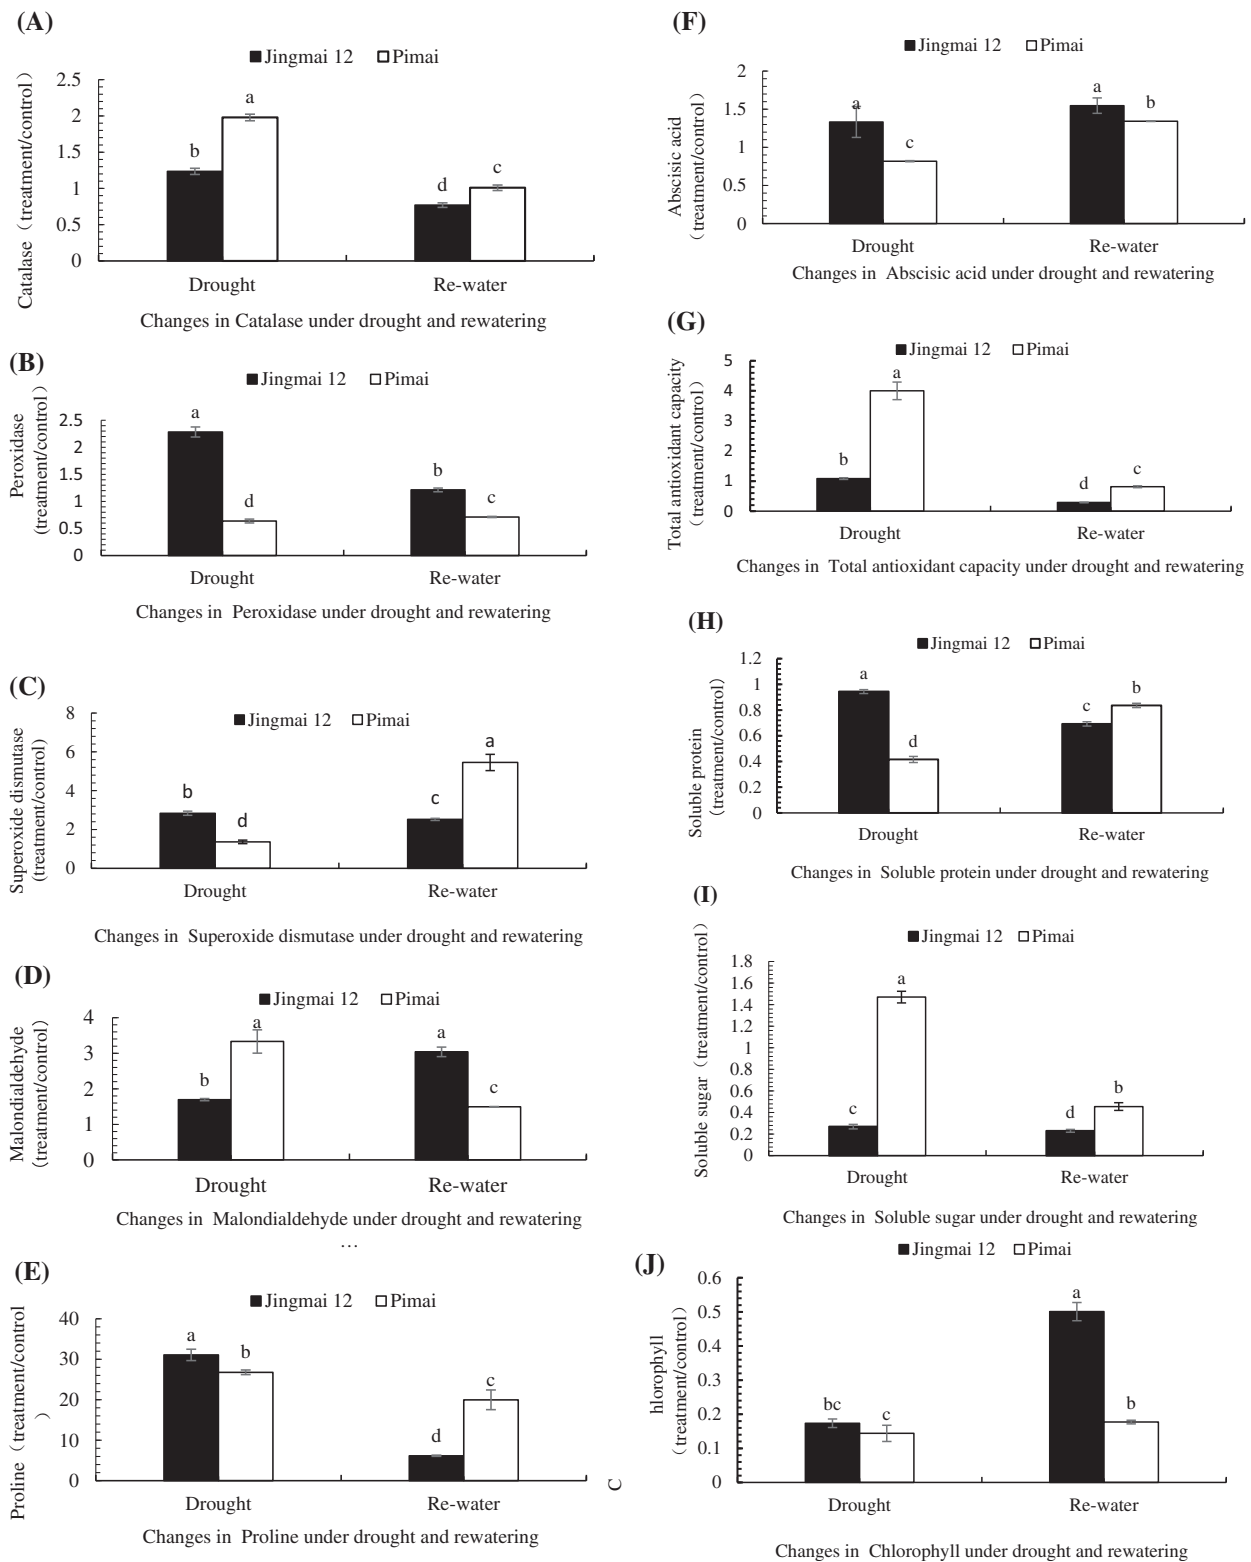 (A)
Jingmai 12 Pimai
Catalase（treatment/control）
2.5
2
1.5
1
0.5
0
b
a
d
c
Drought Re-water
Changes in Catalase under drought and rewatering
(B)
Jingmai 12 Pimai
Peroxidase
(treatment/control）
2.5
2
1.5
1
0.5
0
a
d
b
c
Drought Re-water
Changes in Peroxidase under drought and rewatering
(C)
Jingmai 12 Pimai
Superoxide dismutase
（treatment/control）
8
6
4
2
0
b
d
c
a
Drought Re-water
Changes in Superoxide dismutase under drought and rewatering
(D)
Jingmai 12 Pimai
Malondialdehyde
（treatment/control）
4
3
2
1
0
b
a
a
c
Drought Re-water
Changes in Malondialdehyde under drought and rewatering
…
(E)
Jingmai 12 Pimai
Proline（treatment/control
）
40
30
20
10
0
a
b
d
c
Drought Re-water
Changes in Proline under drought and rewatering
(F)
Jingmai 12 Pimai
Abscisic acid
（treatment/control）
2
1.5
1
0.5
0
a
c
a
b
Drought Re-water
Changes in Abscisic acid under drought and rewatering
(G)
Jingmai 12 Pimai
Total antioxidant capacity
（treatment/control）
5
4
3
2
1
0
b
a
d
c
Drought Re-water
Changes in Total antioxidant capacity under drought and rewatering
(H)
Jingmai 12 Pimai
Soluble protein
（treatment/control）
1.2
1
0.8
0.6
0.4
0.2
0
a
d
c
b
Drought Re-water
Changes in Soluble protein under drought and rewatering
(I)
Jingmai 12 Pimai
Soluble sugar（treatment/control）
1.8
1.6
1.4
1.2
1
0.8
0.6
0.4
0.2
0
c
a
d
b
Drought Re-water
Changes in Soluble sugar under drought and rewatering
(J)
Jingmai 12 Pimai
C
hlorophyll
（treatment/control）
0.6
0.5
0.4
0.3
0.2
0.1
0
bc
c
a
b
Drought Re-water
Changes in Chlorophyll under drought and rewatering